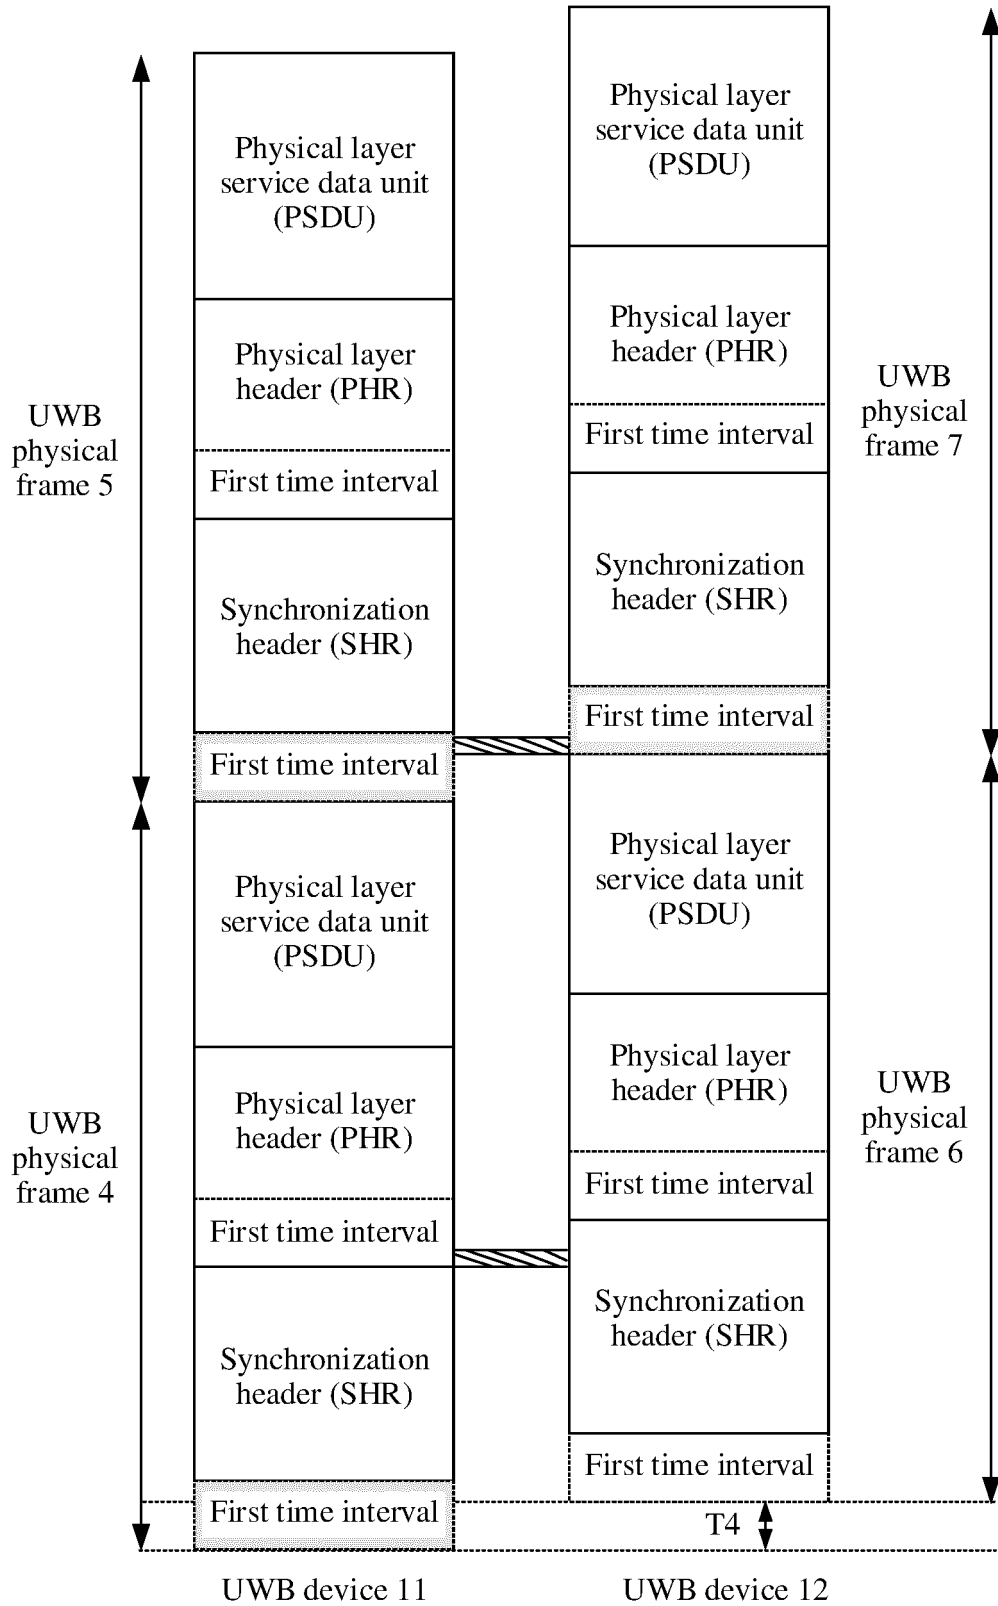 Physical layer
service data unit
(PSDU)
Physical layer
header (PHR)
First time interval
Synchronization
header (SHR)
First time interval
Physical layer
service data unit
(PSDU)
Physical layer
header (PHR)
First time interval
Synchronization
header (SHR)
First time interval
UWB
physical
frame 5
UWB
physical
frame 4
UWB device 11
Physical layer
service data unit
(PSDU)
Physical layer
header (PHR)
First time interval
Synchronization
header (SHR)
First time interval
Physical layer
service data unit
(PSDU)
Physical layer
header (PHR)
First time interval
Synchronization
header (SHR)
First time interval
T4
UWB
physical
frame 7
UWB
physical
frame 6
UWB device 12